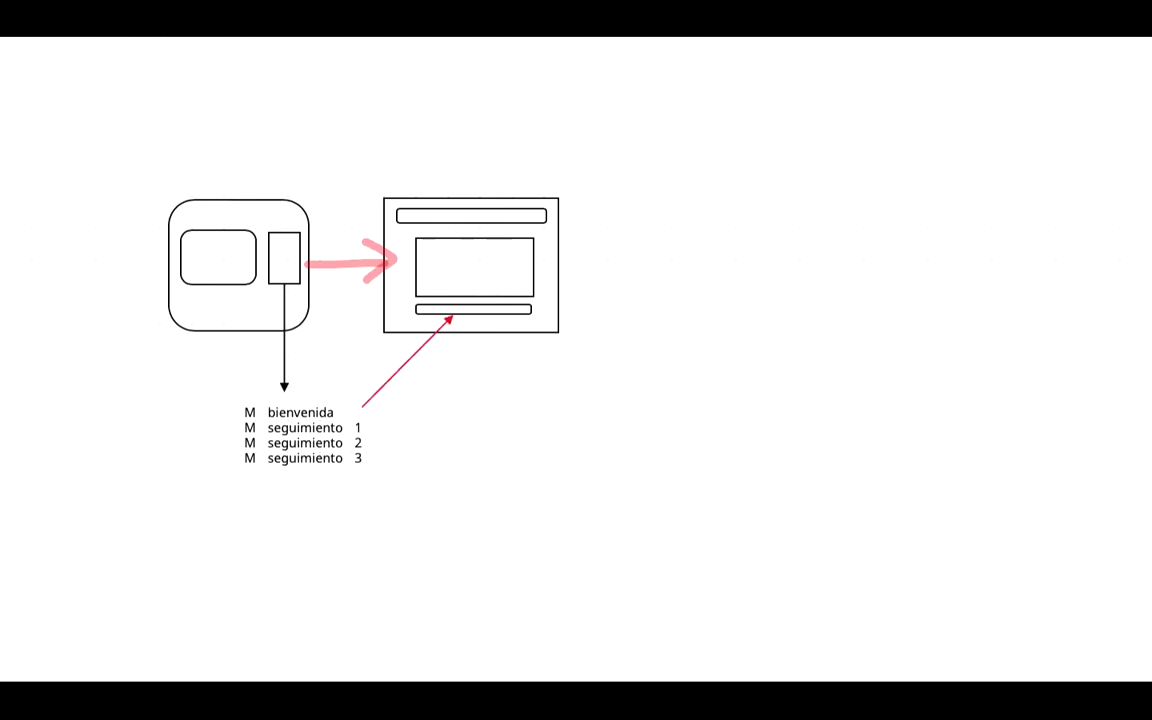 M bienvenida
M seguimiento 1
M seguimiento 2
M seguimiento 3